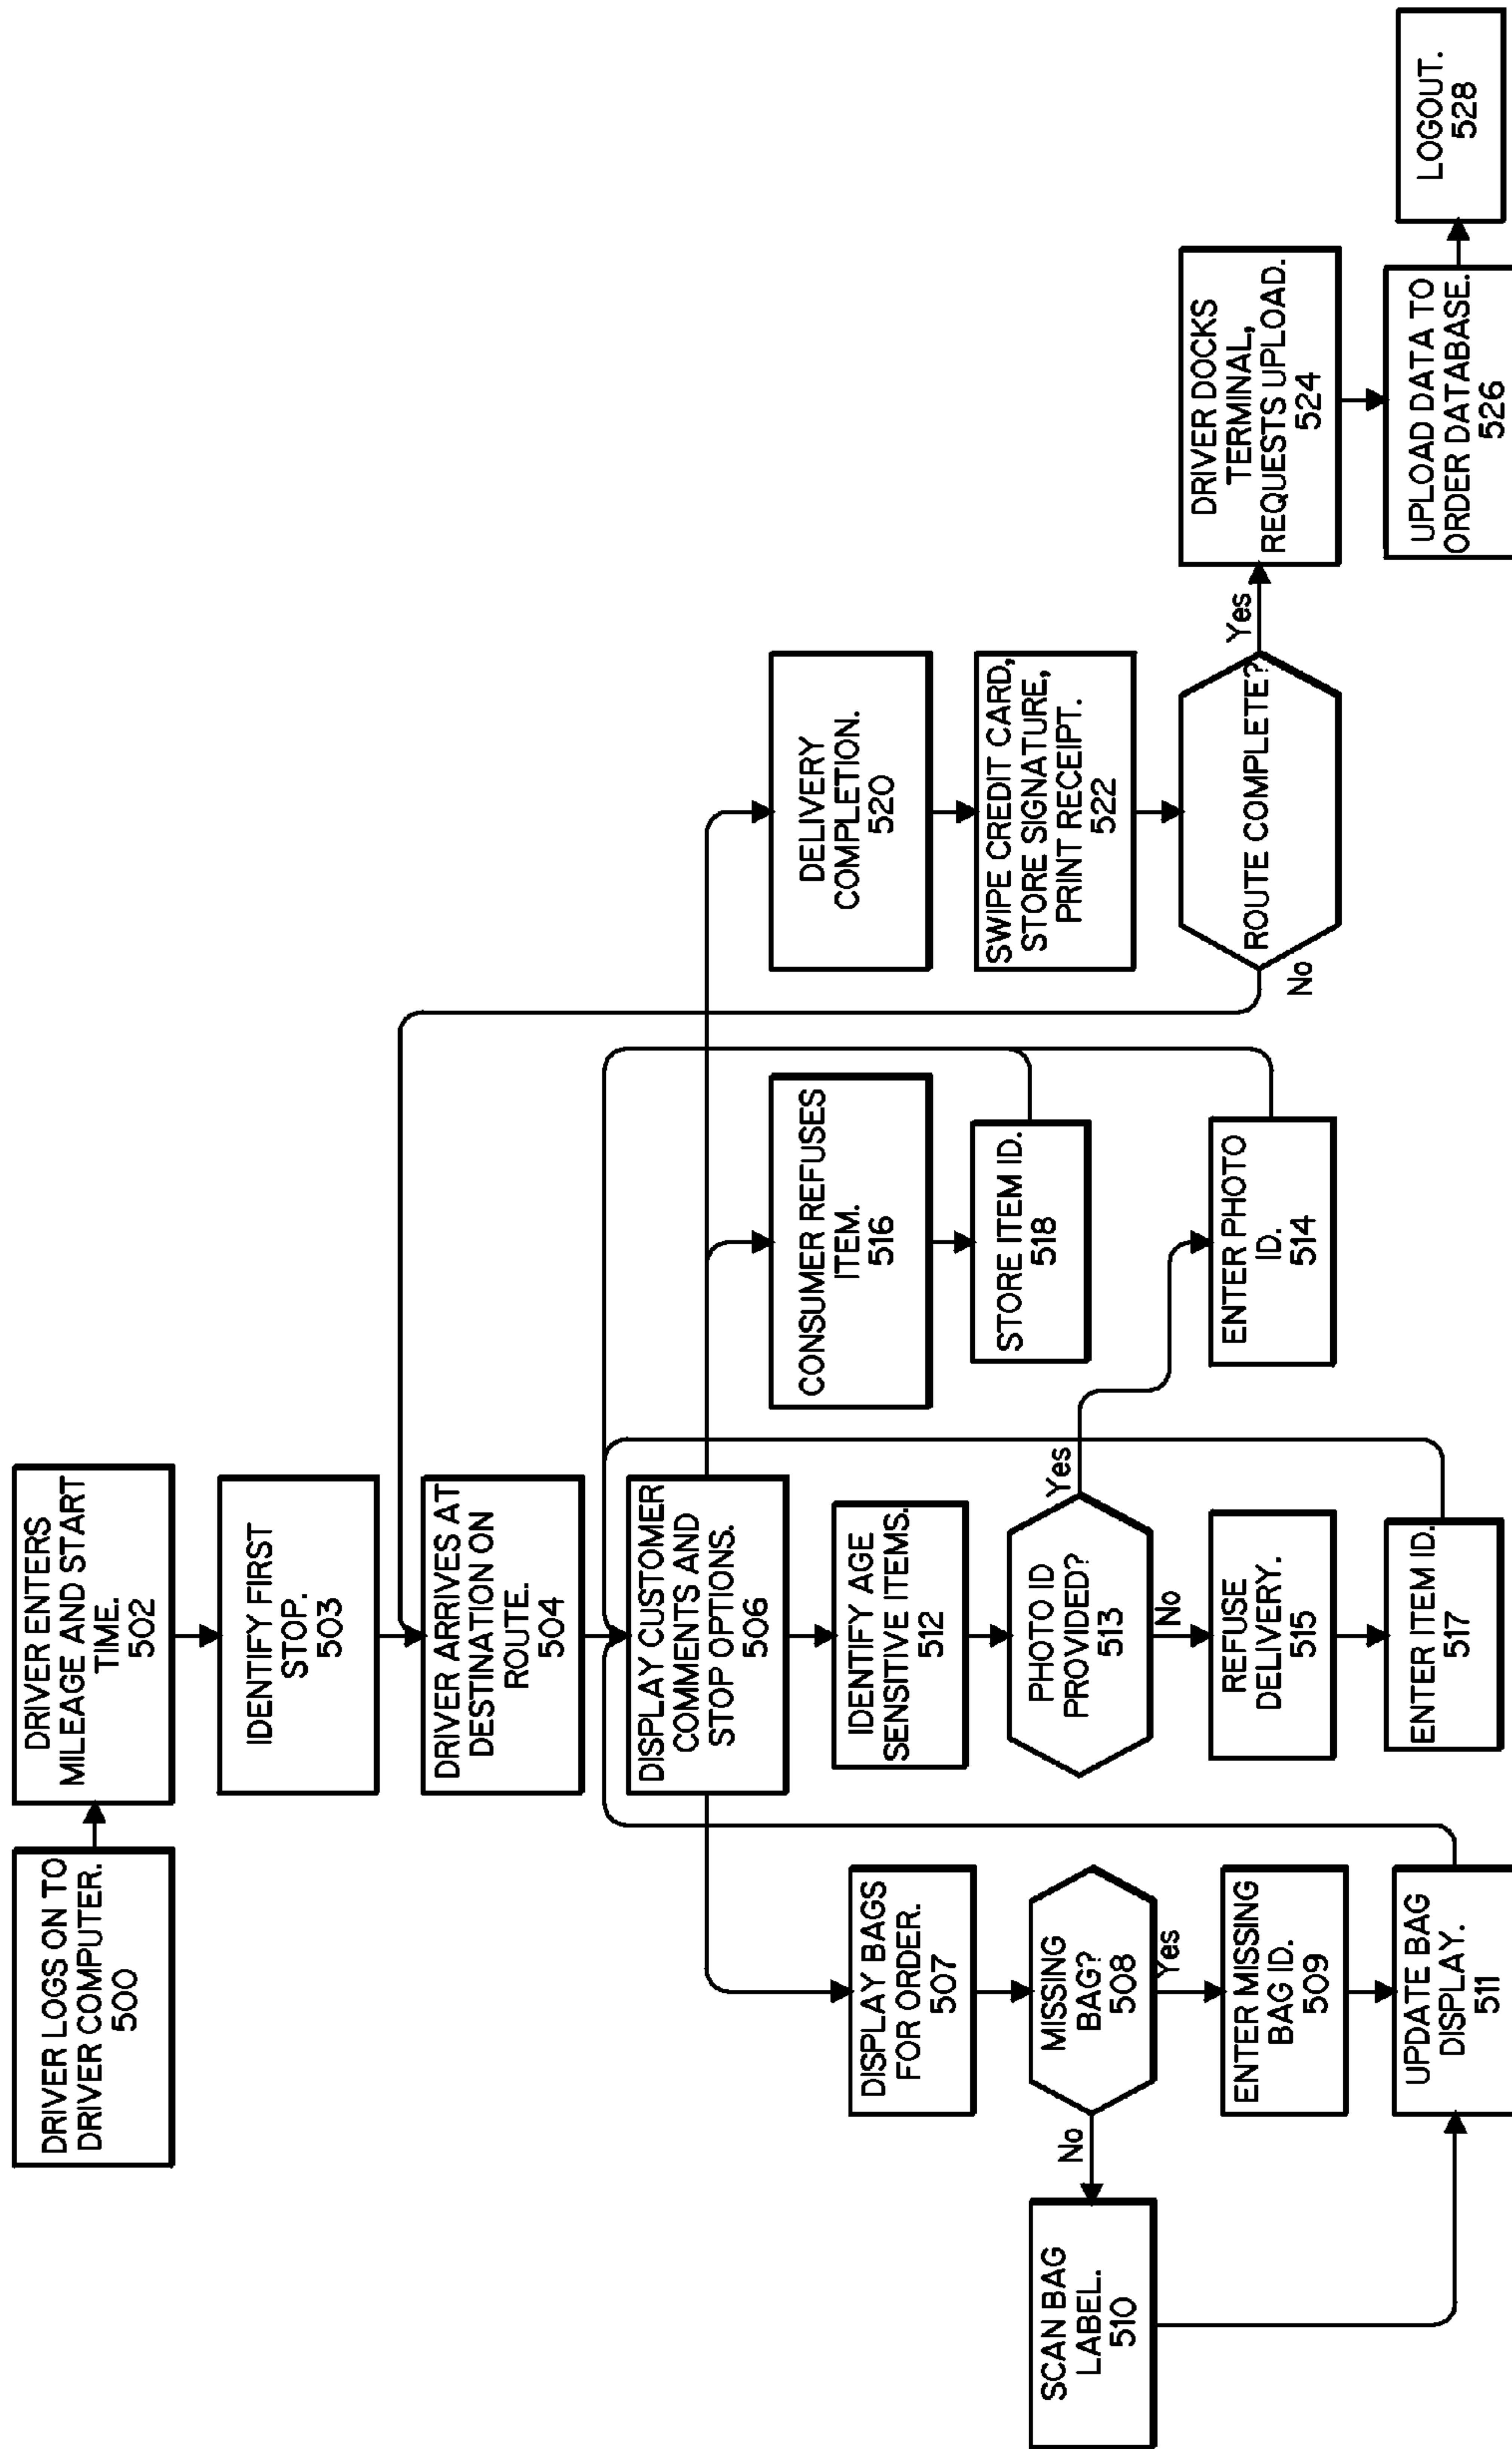 DRIVER LOGS ON TO
DRIVER COMPUTER.
500
DRIVER ENTERS
MILEAGE AND START
TIME.
502
IDENTIFY FIRST
STOP.
503
DRIVER ARRIVES AT
DESTINATION ON
ROUTE.
504
DISPLAY CUSTOMER
COMMENTS AND
STOP OPTIONS.
506
DISPLAY BAGS
FOR ORDER.
507
MISSING
BAG?
508
No
Yes
SCAN BAG
LABEL.
510
ENTER MISSING
BAG ID.
509
UPDATE BAG
DISPLAY.
511
IDENTIFY AGE
SENSITIVE ITEMS.
512
PHOTO ID
PROVIDED?
513
Yes
No
REFUSE
DELIVERY.
515
ENTER ITEM ID.
517
CONSUMER REFUSES
ITEM.
516
STORE ITEM ID.
518
ENTER PHOTO
ID.
514
DELIVERY
COMPLETION.
520
SWIPE CREDIT CARD,
STORE SIGNATURE,
PRINT RECEIPT.
522
ROUTE COMPLETE?
No
Yes
DRIVER DOCKS
TERMINAL,
REQUESTS UPLOAD.
524
UPLOAD DATA TO
ORDER DATABASE.
526
LOGOUT.
528